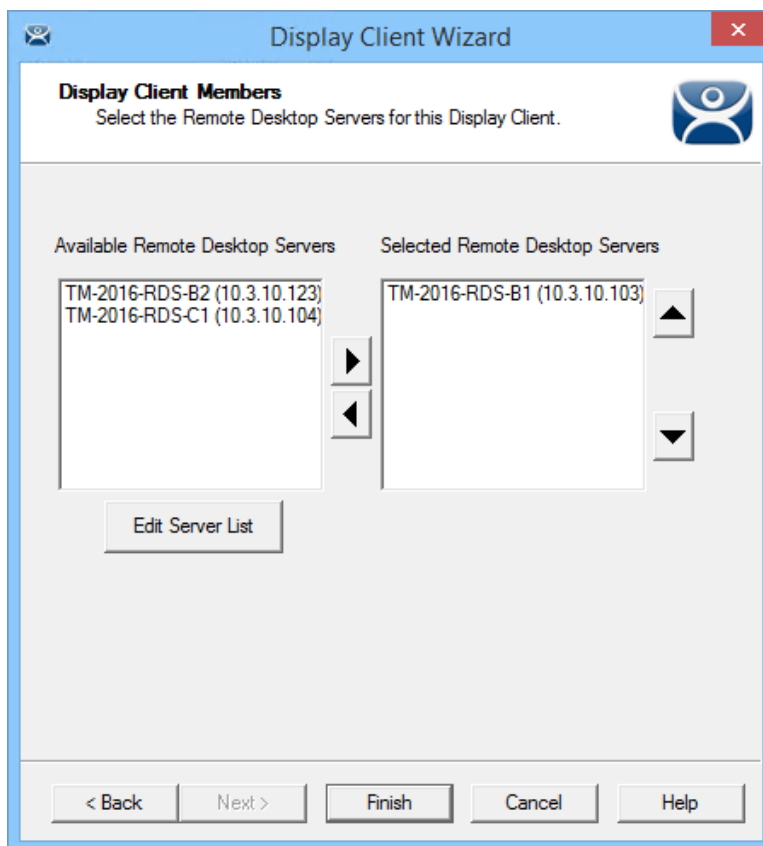 Display Client Wizard
Display Client Members
Select the Remote Desktop Servers for this Display Client.
Available Remote Desktop Servers
Selected Remote Desktop Servers
TM-2016-RDS-B2 (10.3.10.123)
TM-2016-RDS-C1 (10.3.10.104)
TM-2016-RDS-B1 (10.3.10.103)
Edit Server List
< Back
Next >
Finish
Cancel
Help